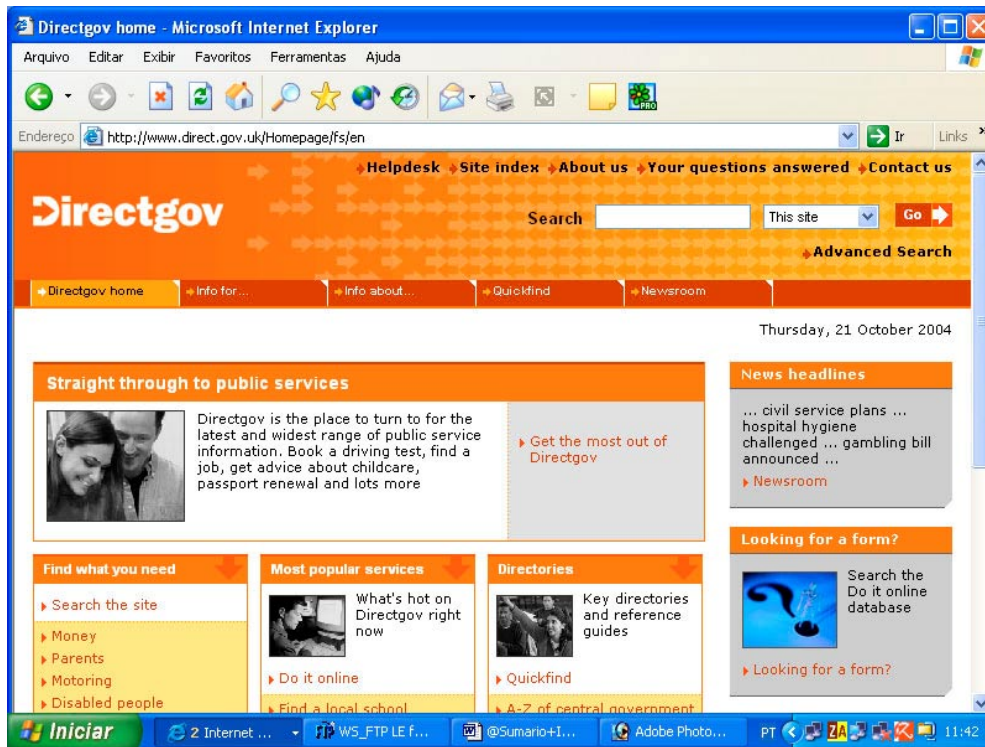 Directgov home - Microsoft Internet Explorer
Arquivo Editar Exibir Favoritos Ferramentas Ajuda
PRO
Endereço http://www.direct.gov.uk/Homepage/fs/en Ir Links »
Helpdesk Site index About us Your questions answered Contact us
Directgov
Search This site Go
Advanced Search
Directgov home Info for... Info about... Quickfind Newsroom
Thursday, 21 October 2004
Straight through to public services
Directgov is the place to turn to for the
latest and widest range of public service
information. Book a driving test, find a
job, get advice about childcare,
passport renewal and lots more
Get the most out of
Directgov
News headlines
... civil service plans ...
hospital hygiene
challenged ... gambling bill
announced ...
Newsroom
Find what you need
Search the site
Money
Parents
Motoring
Disabled people
Most popular services
What's hot on
Directgov right
now
Do it online
Find a local school
Directories
Key directories
and reference
guides
Quickfind
A-Z of central government
Looking for a form?
Search the
Do it online
database
Looking for a form?
Iniciar 2 Internet ... WS_FTP LE f... @Sumario+I... Adobe Photo... PT ZA 11:42